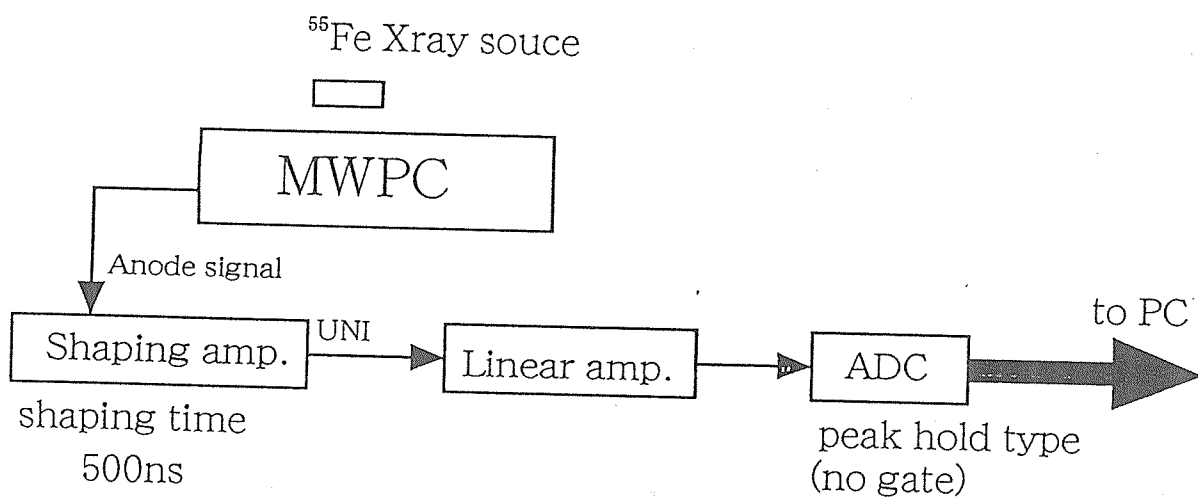 ⁵⁵Fe Xray souce
MWPC
Anode signal
Shaping amp.
UNI
Linear amp.
ADC
to PC
shaping time
500ns
peak hold type
(no gate)